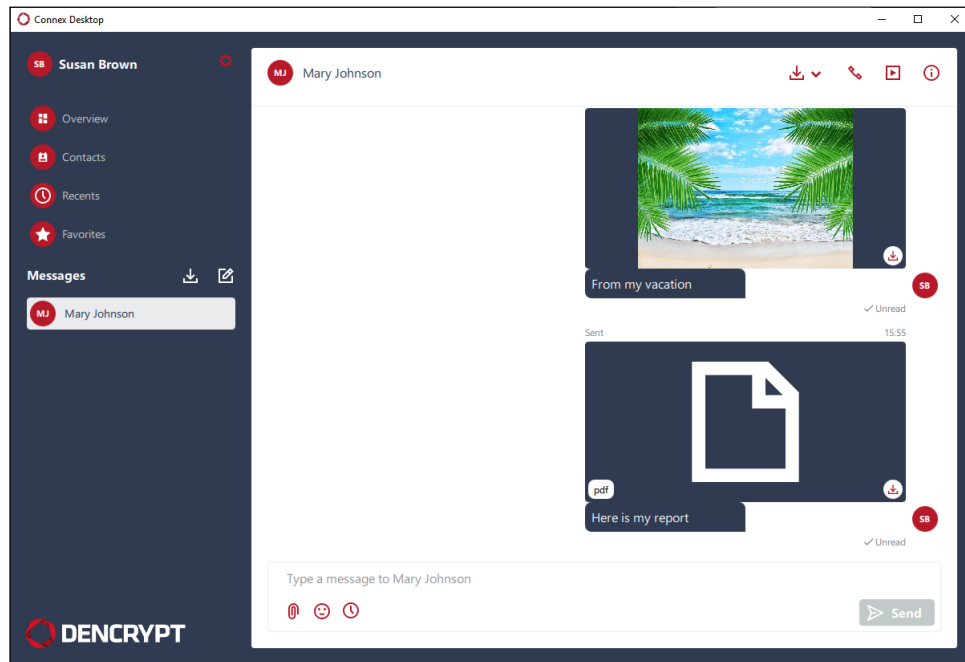 Connex Desktop
SB Susan Brown
Overview
Contacts
Recents
Favorites
Messages
MJ Mary Johnson
DENCRYPT
MJ Mary Johnson
From my vacation
SB
Unread
Sent 15:55
pdf
Here is my report
SB
Unread
Type a message to Mary Johnson
Send